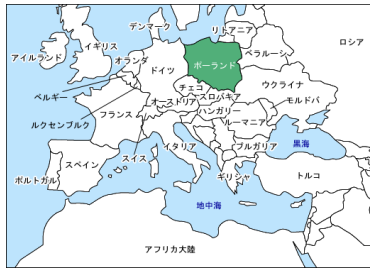 デンマーク
リトアニア
ロシア
イギリス
アイルランド
オランダ
ベラルーシ
ポーランド
ドイツ
ベルギー
チェコ
ウクライナ
スロバキア
モルドバ
オーストリア
ハンガリー
ルクセンブルク
フランス
ルーマニア
スイス
イタリア
ブルガリア
黒海
スペイン
ポルトガル
ギリシャ
トルコ
地中海
アフリカ大陸